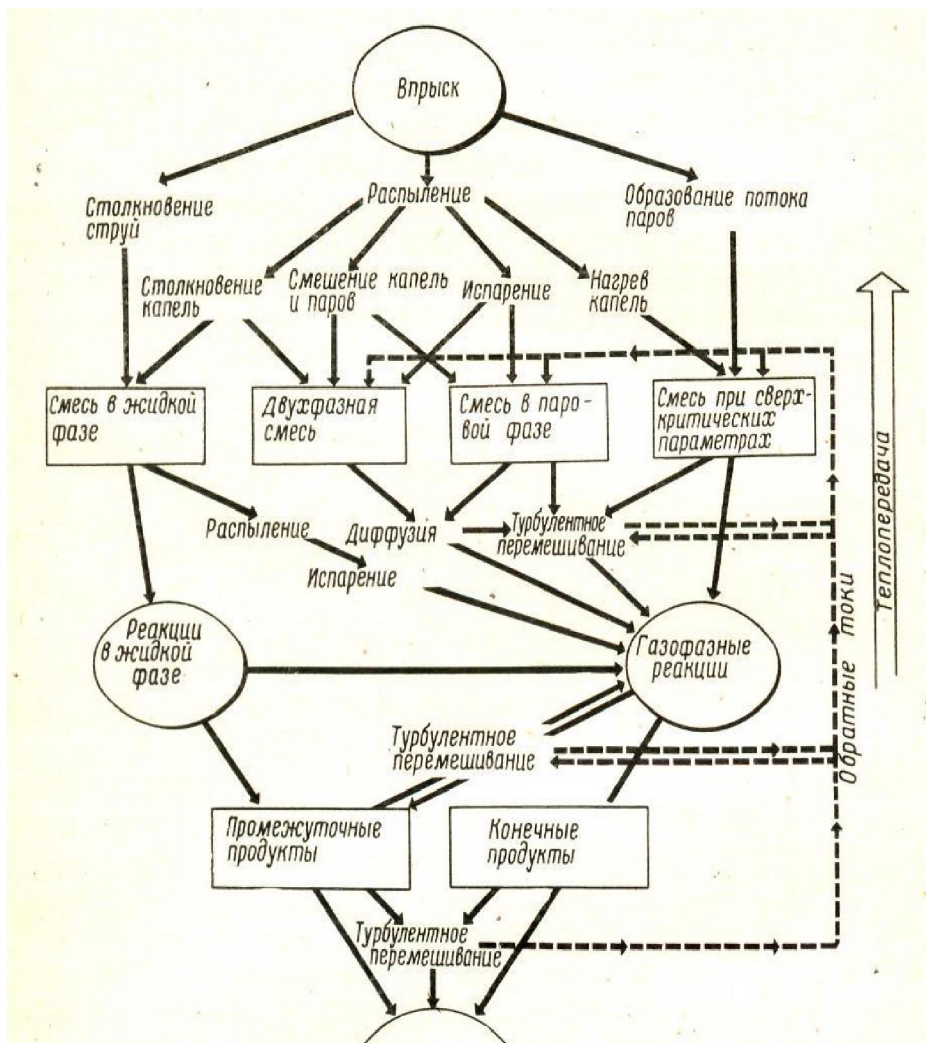 Впрыск
Столкновение
струй
Распыление
Образование потока
паров
Столкновение
капель
Смешение капель
и паров
Испарение
Нагрев
капель
Смесь в жидкой
фазе
Двухфазная
смесь
Смесь в паро-
вой фазе
Смесь при сверх-
критических
параметрах
Распыление
Испарение
Диффузия
Турбулентное
перемешивание
Реакции
в жидкой
фазе
Газофазные
реакции
Турбулентное
перемешивание
Промежуточные
продукты
Конечные
продукты
Турбулентное
перемешивание
Обратные токи
Теплопередача